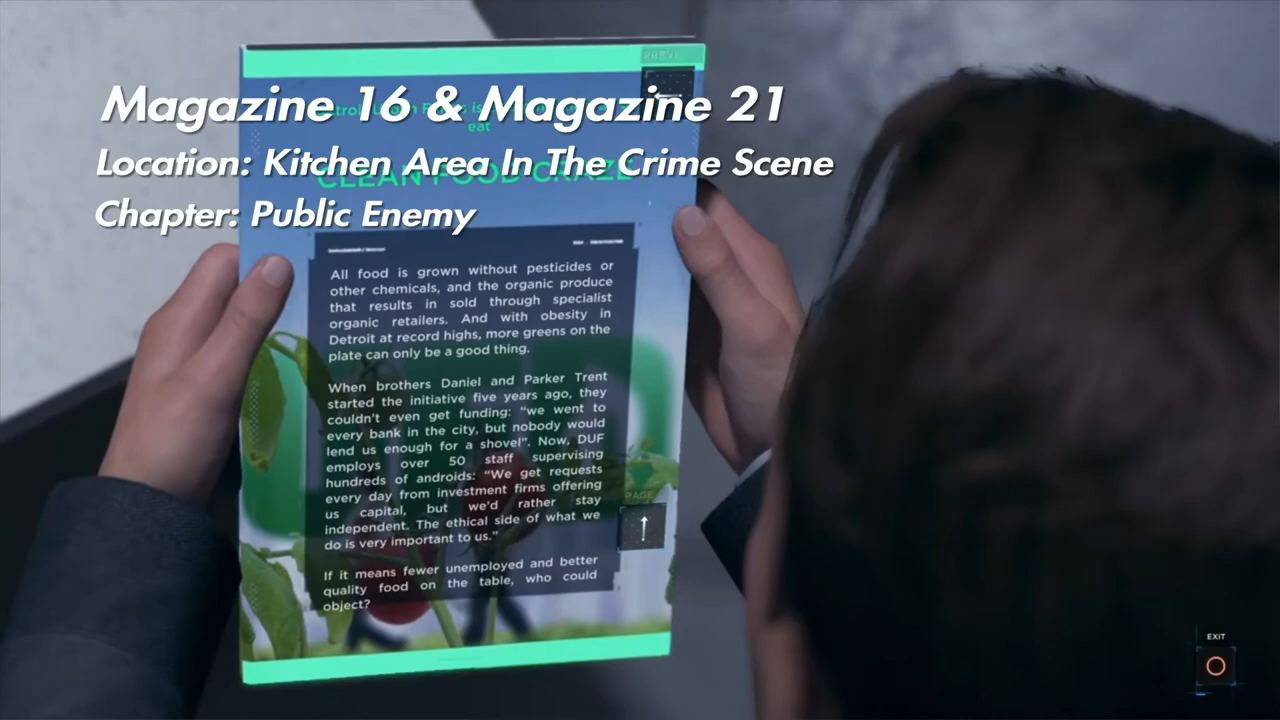 PREV
Magazine 16 & Magazine 21
eat
Location: Kitchen Area In The Crime Scene
CLEAN FOOD CRAZE
Chapter: Public Enemy
All food is grown without pesticides or
other chemicals, and the organic produce
that results in sold through specialist
organic retailers. And with obesity in
Detroit at record highs, more greens on the
plate can only be a good thing.
When brothers Daniel and Parker Trent
started the initiative five years ago, they
couldn't even get funding: "we went to
every bank in the city, but nobody would
lend us enough for a shovel". Now, DUF
employs over 50 staff supervising
hundreds of androids: "We get requests
every day from investment firms offering
us capital, but we'd rather stay
independent. The ethical side of what we
do is very important to us."
If it means fewer unemployed and better
quality food on the table, who could
object?
PAGE
EXIT